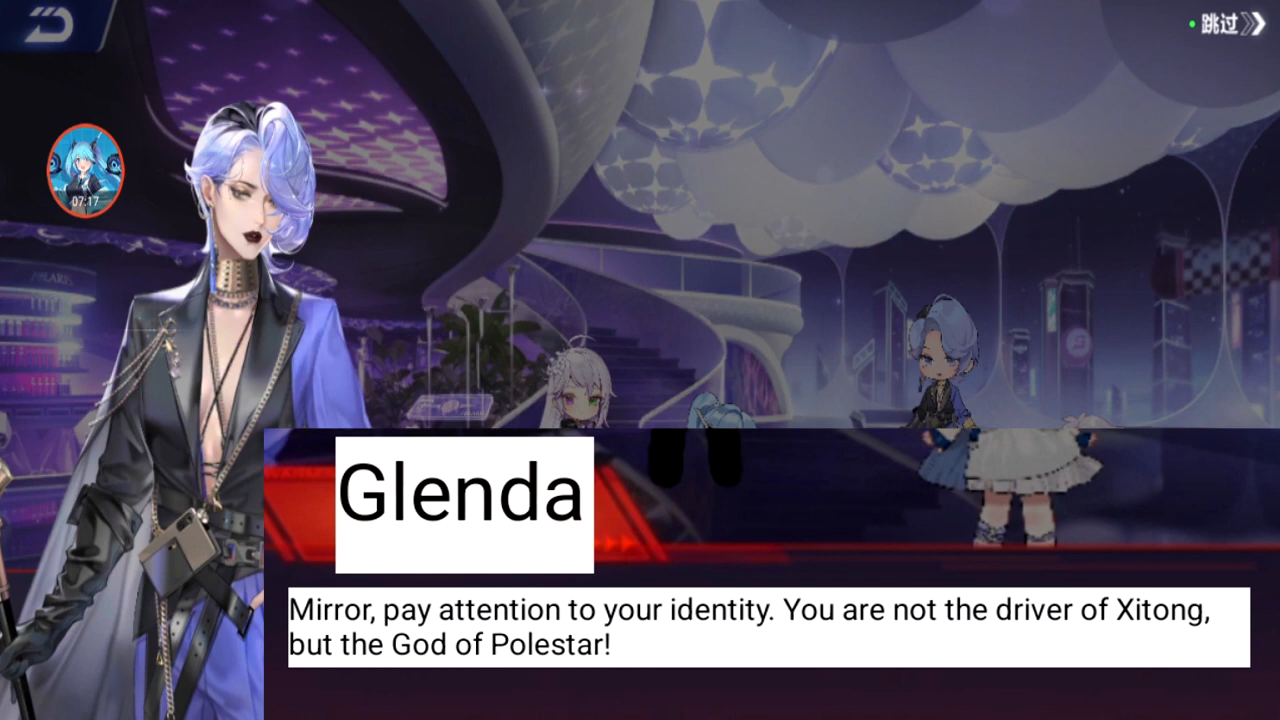 跳过
07:17
Glenda
Mirror, pay attention to your identity. You are not the driver of Xitong,
but the God of Polestar!